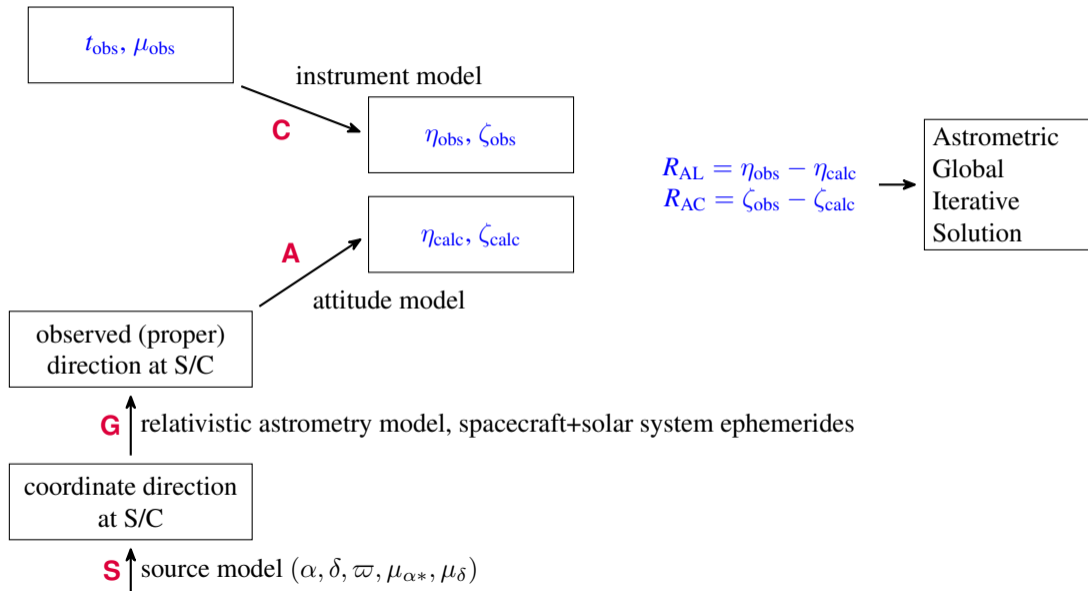 t_obs, μ_obs
instrument model
C
η_obs, ζ_obs
R_AL = η_obs − η_calc
R_AC = ζ_obs − ζ_calc
Astrometric
Global
Iterative
Solution
η_calc, ζ_calc
A
attitude model
observed (proper)
direction at S/C
G relativistic astrometry model, spacecraft+solar system ephemerides
coordinate direction
at S/C
S source model (α, δ, ϖ, μ_α∗, μ_δ)